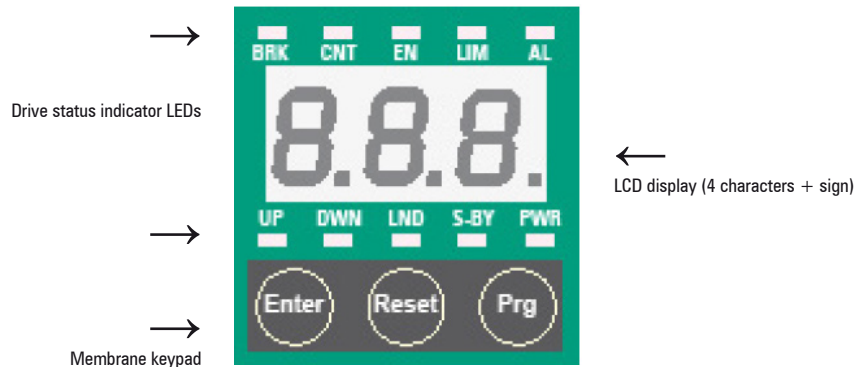 BRK CNT EN LIM AL
Drive status indicator LEDs
8.8.8.
LCD display (4 characters + sign)
UP DWN LND S-BY PWR
Enter Reset Prg
Membrane keypad